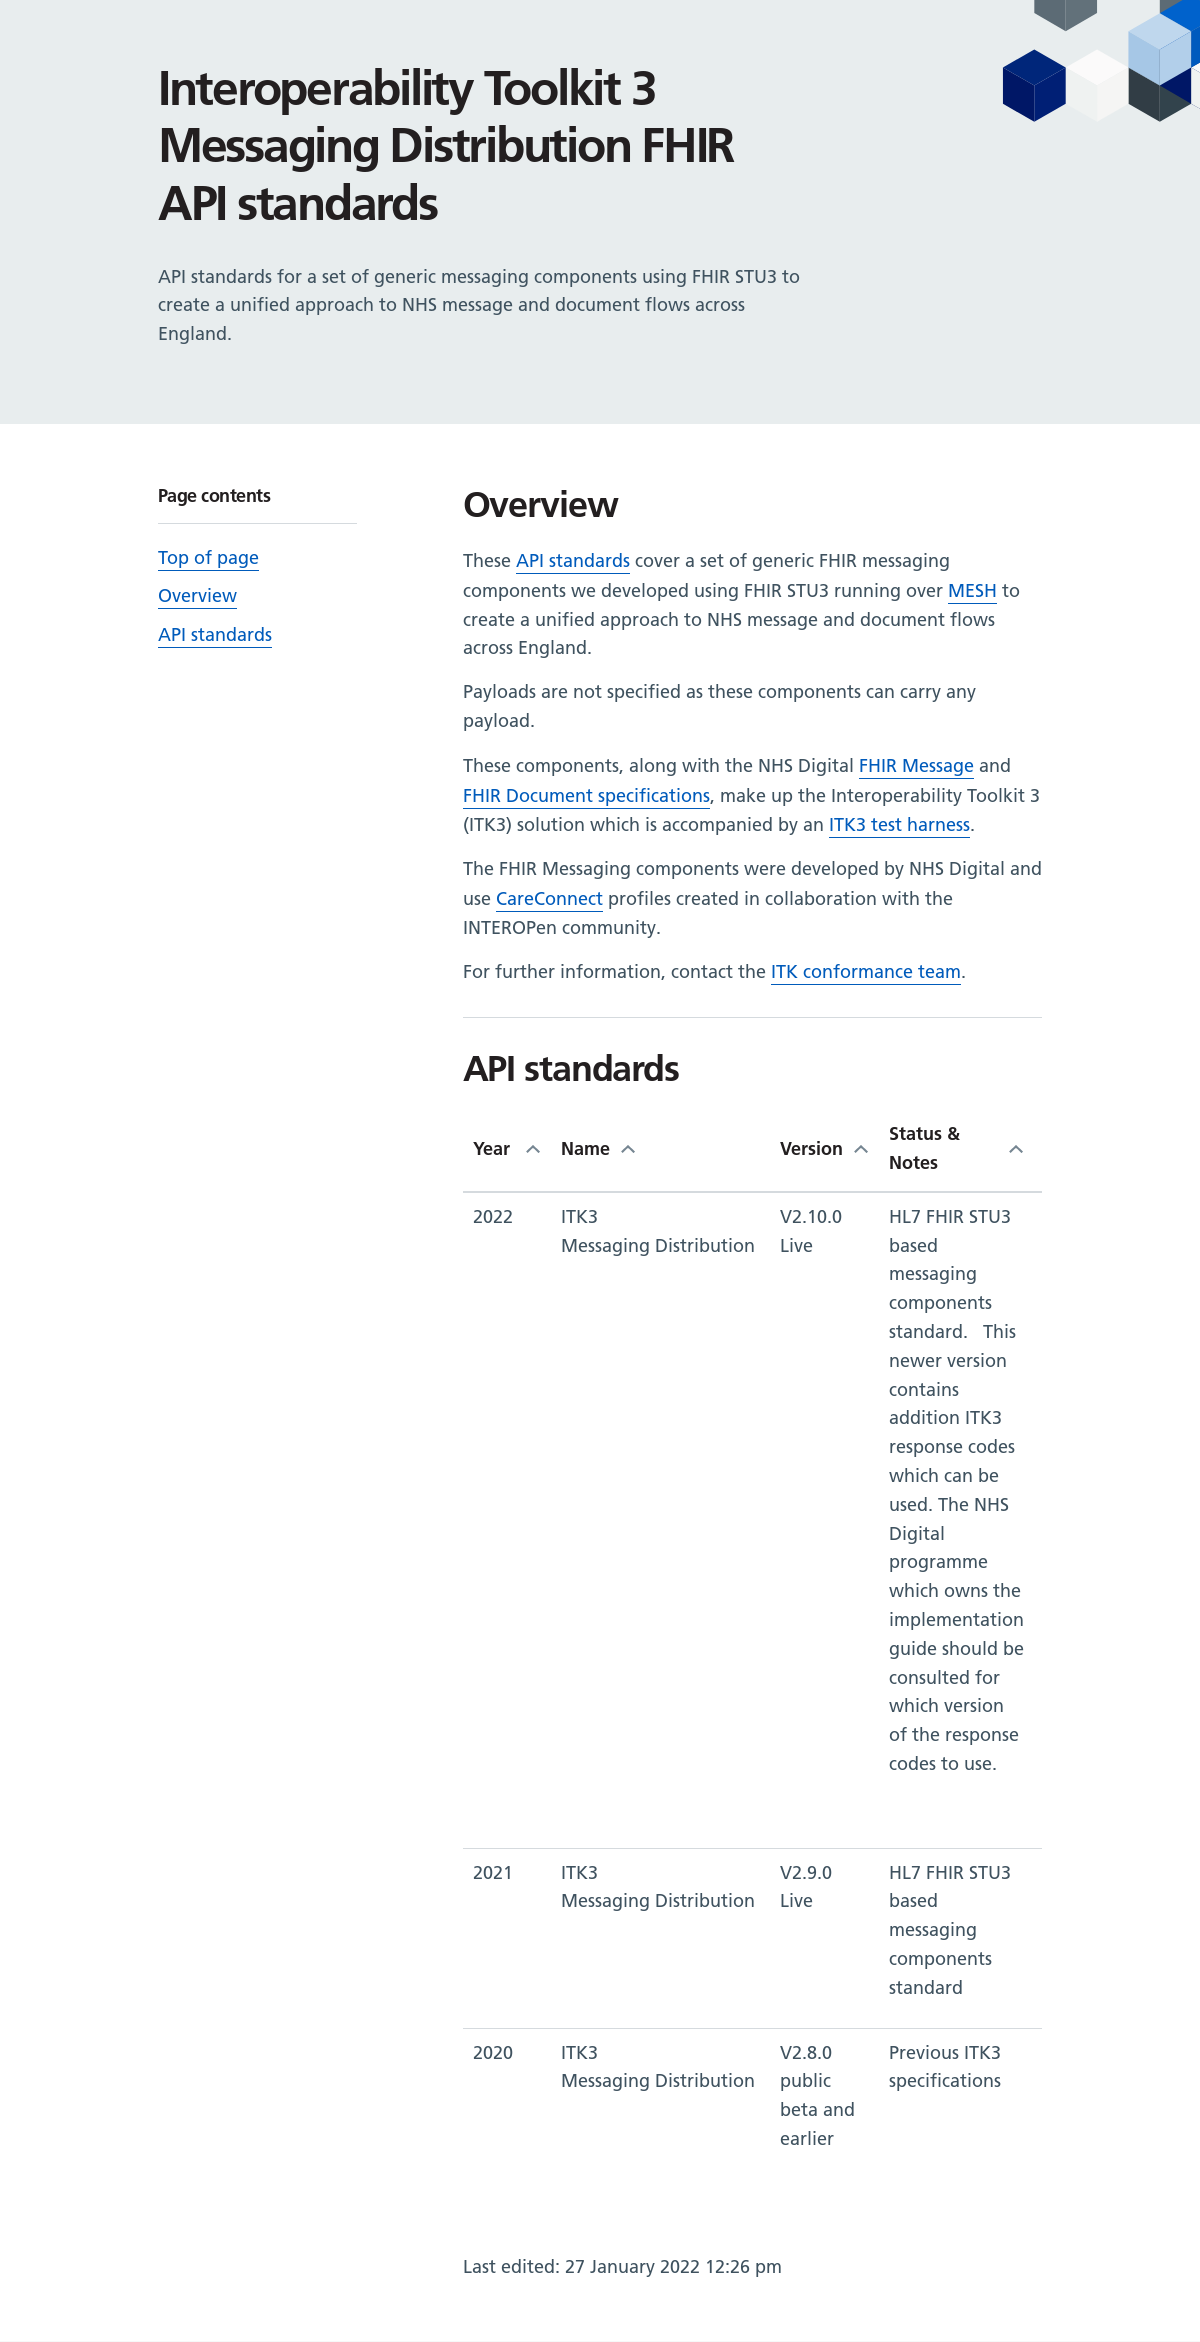 Interoperability Toolkit 3
Messaging Distribution FHIR
API standards
API standards for a set of generic messaging components using FHIR STU3 to
create a unified approach to NHS message and document flows across
England.
Page contents
Top of page
Overview
API standards
Overview
These API standards cover a set of generic FHIR messaging
components we developed using FHIR STU3 running over MESH to
create a unified approach to NHS message and document flows
across England.
Payloads are not specified as these components can carry any
payload.
These components, along with the NHS Digital FHIR Message and
FHIR Document specifications, make up the Interoperability Toolkit 3
(ITK3) solution which is accompanied by an ITK3 test harness.
The FHIR Messaging components were developed by NHS Digital and
use CareConnect profiles created in collaboration with the
INTEROPen community.
For further information, contact the ITK conformance team.
API standards
Year Name Version Status &
Notes
2022 ITK3 V2.10.0 HL7 FHIR STU3
Messaging Distribution Live based
messaging
components
standard. This
newer version
contains
addition ITK3
response codes
which can be
used. The NHS
Digital
programme
which owns the
implementation
guide should be
consulted for
which version
of the response
codes to use.
2021 ITK3 V2.9.0 HL7 FHIR STU3
Messaging Distribution Live based
messaging
components
standard
2020 ITK3 V2.8.0 Previous ITK3
Messaging Distribution public specifications
beta and
earlier
Last edited: 27 January 2022 12:26 pm